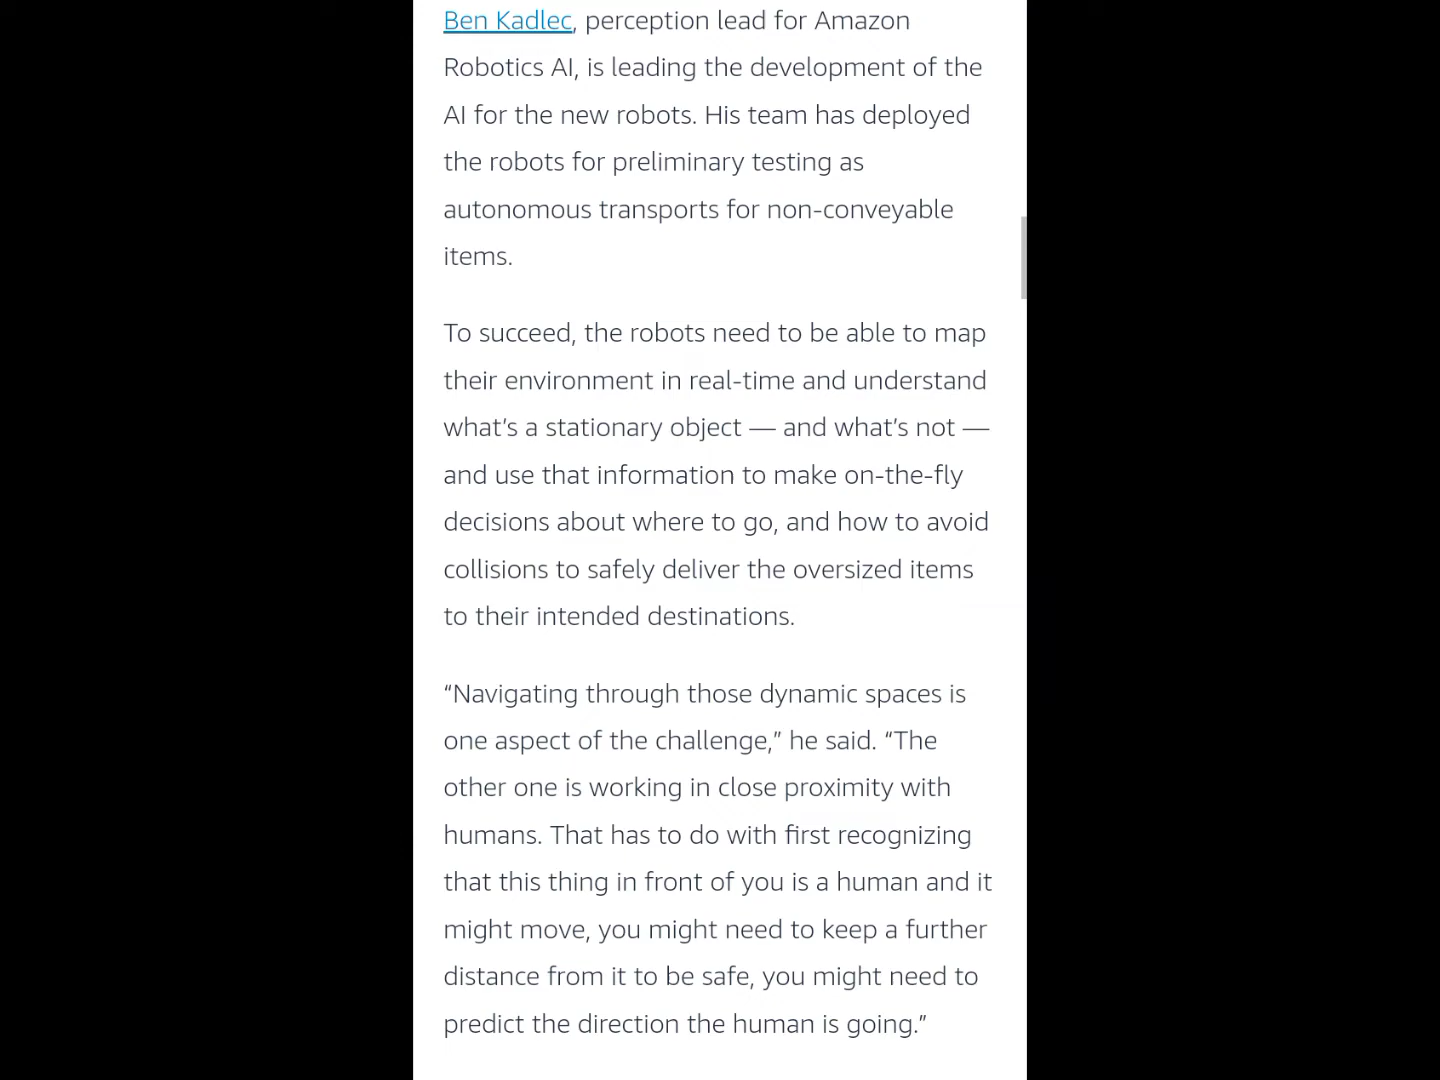 Ben Kadlec, perception lead for Amazon
Robotics AI, is leading the development of the
AI for the new robots. His team has deployed
the robots for preliminary testing as
autonomous transports for non-conveyable
items.
To succeed, the robots need to be able to map
their environment in real-time and understand
what’s a stationary object — and what’s not —
and use that information to make on-the-fly
decisions about where to go, and how to avoid
collisions to safely deliver the oversized items
to their intended destinations.
“Navigating through those dynamic spaces is
one aspect of the challenge,” he said. “The
other one is working in close proximity with
humans. That has to do with first recognizing
that this thing in front of you is a human and it
might move, you might need to keep a further
distance from it to be safe, you might need to
predict the direction the human is going.”